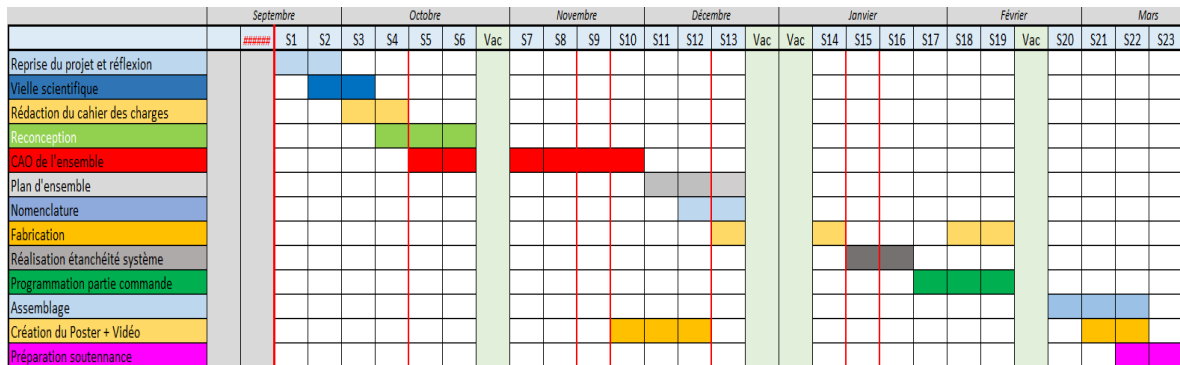 Septembre Octobre Novembre Décembre Janvier Février Mars
###### S1 S2 S3 S4 S5 S6 Vac S7 S8 S9 S10 S11 S12 S13 Vac Vac S14 S15 S16 S17 S18 S19 Vac S20 S21 S22 S23
Reprise du projet et réflexion
Vielle scientifique
Rédaction du cahier des charges
Reconception
CAO de l'ensemble
Plan d'ensemble
Nomenclature
Fabrication
Réalisation étanchéité système
Programmation partie commande
Assemblage
Création du Poster + Vidéo
Préparation soutennance